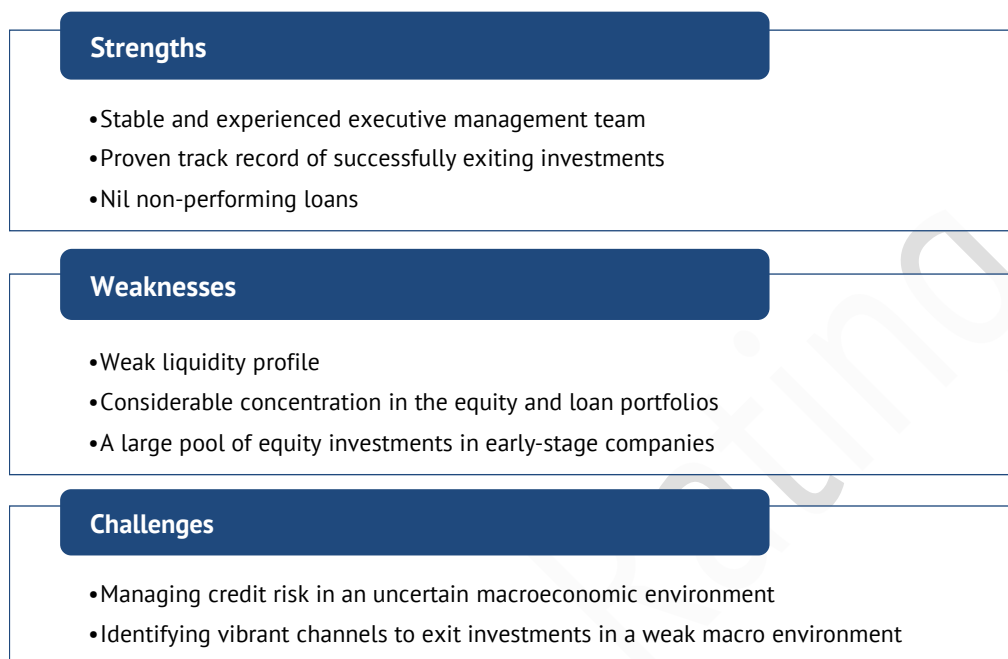 Strengths
•Stable and experienced executive management team
•Proven track record of successfully exiting investments
•Nil non-performing loans
Weaknesses
•Weak liquidity profile
•Considerable concentration in the equity and loan portfolios
•A large pool of equity investments in early-stage companies
Challenges
•Managing credit risk in an uncertain macroeconomic environment
•Identifying vibrant channels to exit investments in a weak macro environment